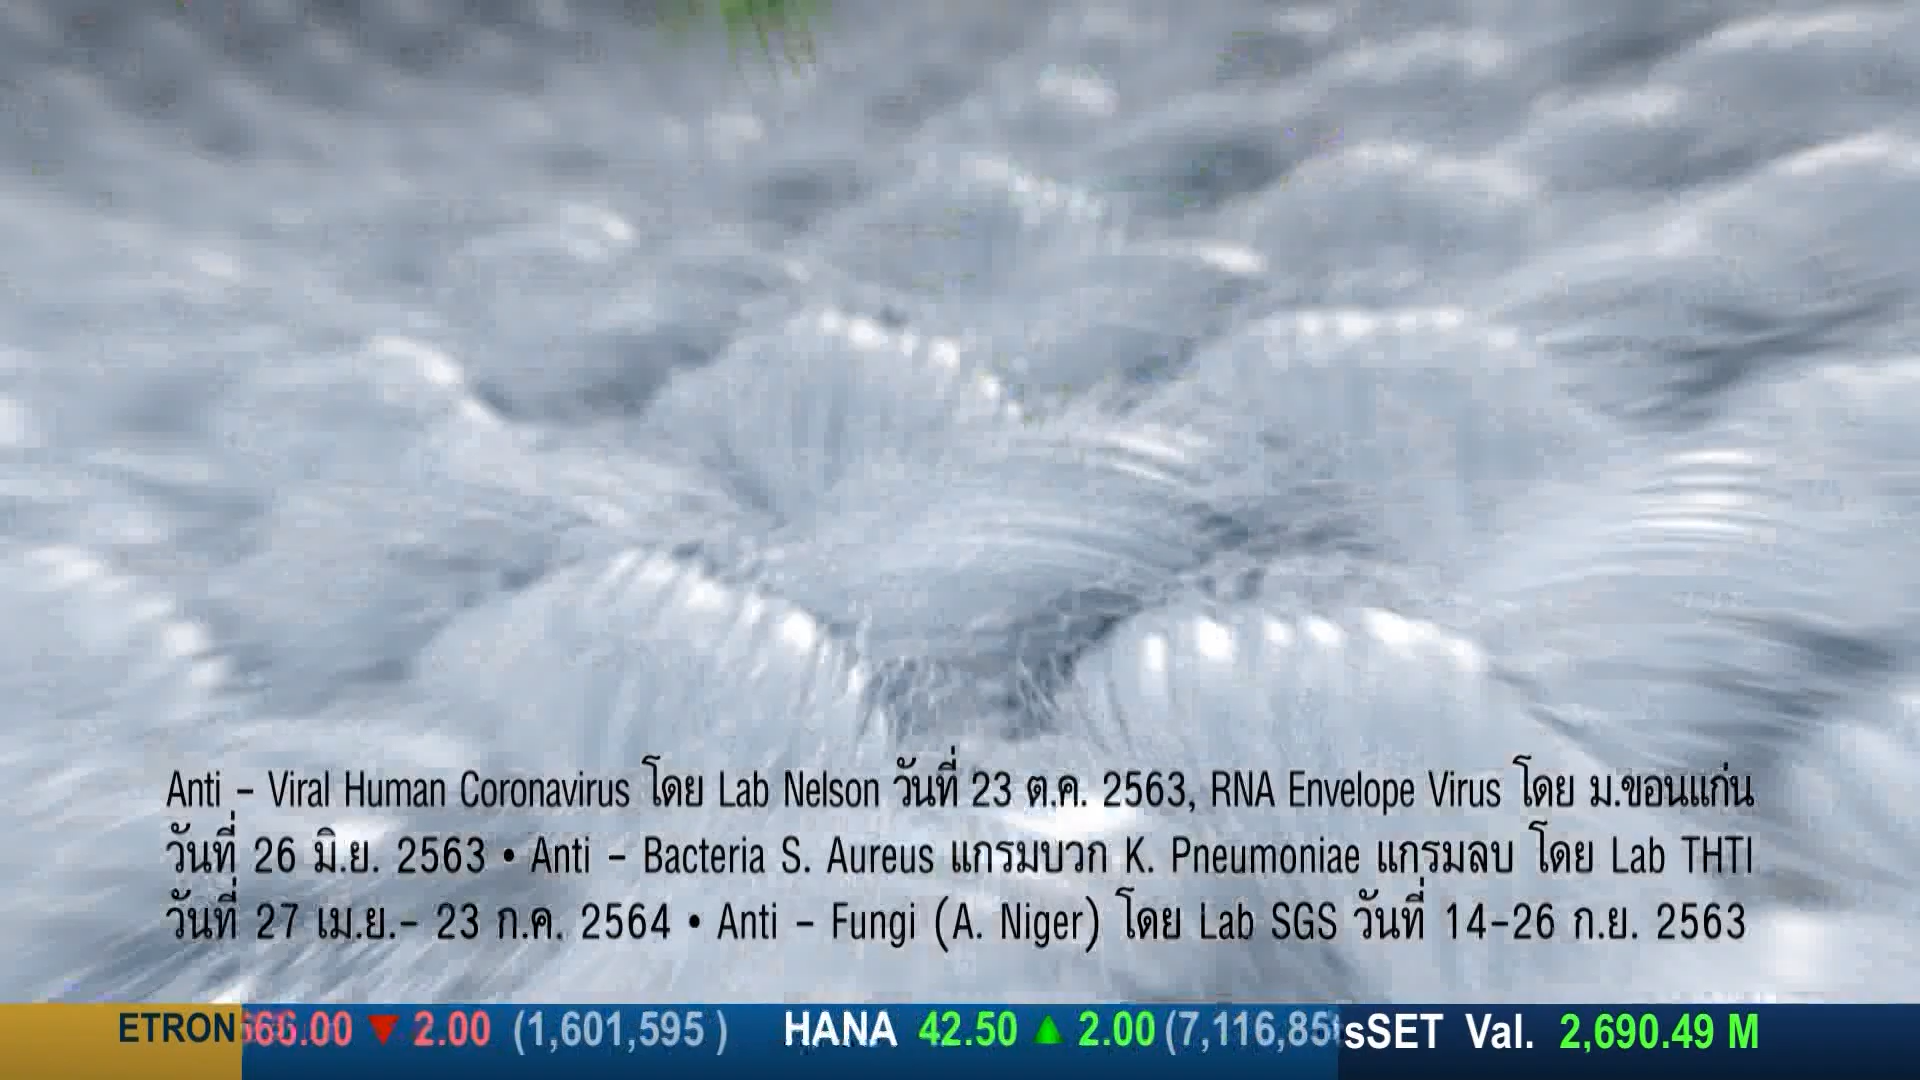 Anti – Viral Human Coronavirus โดย Lab Nelson วันที่ 23 ต.ค. 2563, RNA Envelope Virus โดย ม.ขอนแก่น
วันที่ 26 มิ.ย. 2563 • Anti – Bacteria S. Aureus แกรมบวก K. Pneumoniae แกรมลบ โดย Lab THTI
วันที่ 27 เม.ย.– 23 ก.ค. 2564 • Anti – Fungi (A. Niger) โดย Lab SGS วันที่ 14–26 ก.ย. 2563
ETRON 566.00 ▼ 2.00 (1,601,595 ) HANA 42.50 ▲ 2.00 (7,116,85 sSET Val. 2,690.49 M